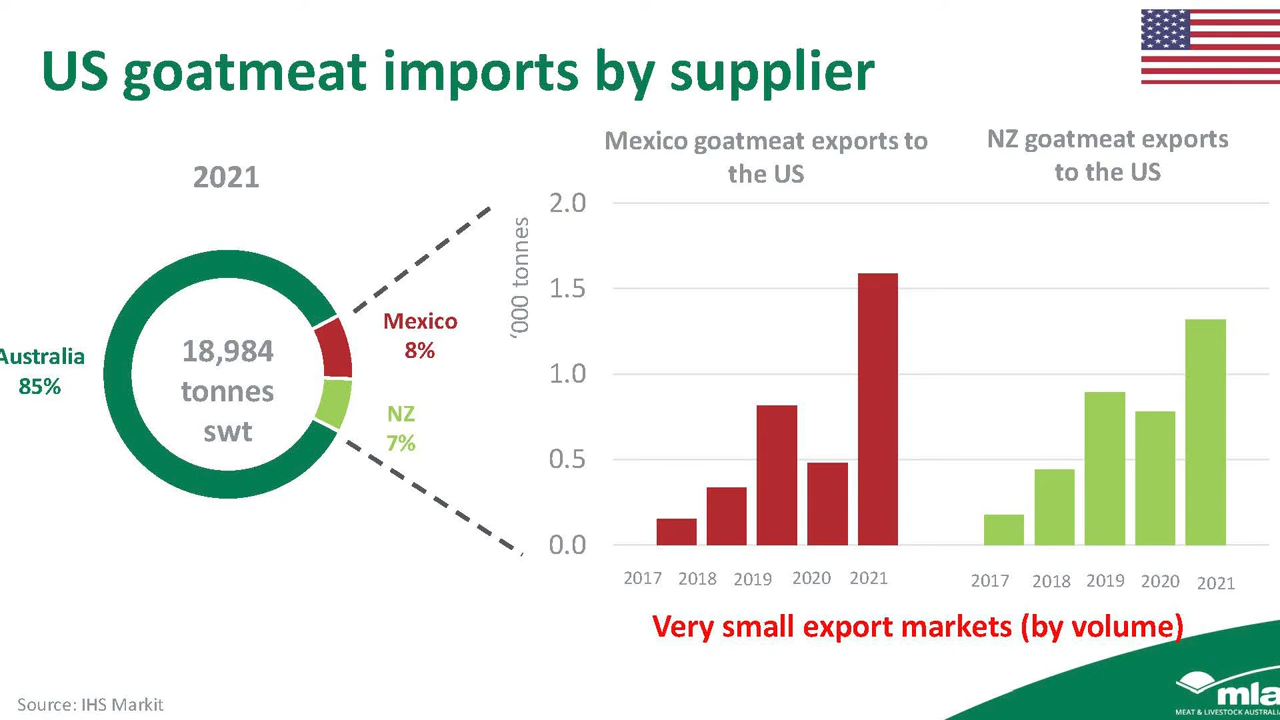 US goatmeat imports by supplier
2021
Australia
85%
18,984
tonnes
swt
Mexico
8%
NZ
7%
Mexico goatmeat exports to
the US
NZ goatmeat exports
to the US
'000 tonnes
2.0
1.5
1.0
0.5
0.0
2017 2018 2019 2020 2021
2017 2018 2019 2020 2021
Very small export markets (by volume)
Source: IHS Markit
mla
MEAT & LIVESTOCK AUSTRALIA